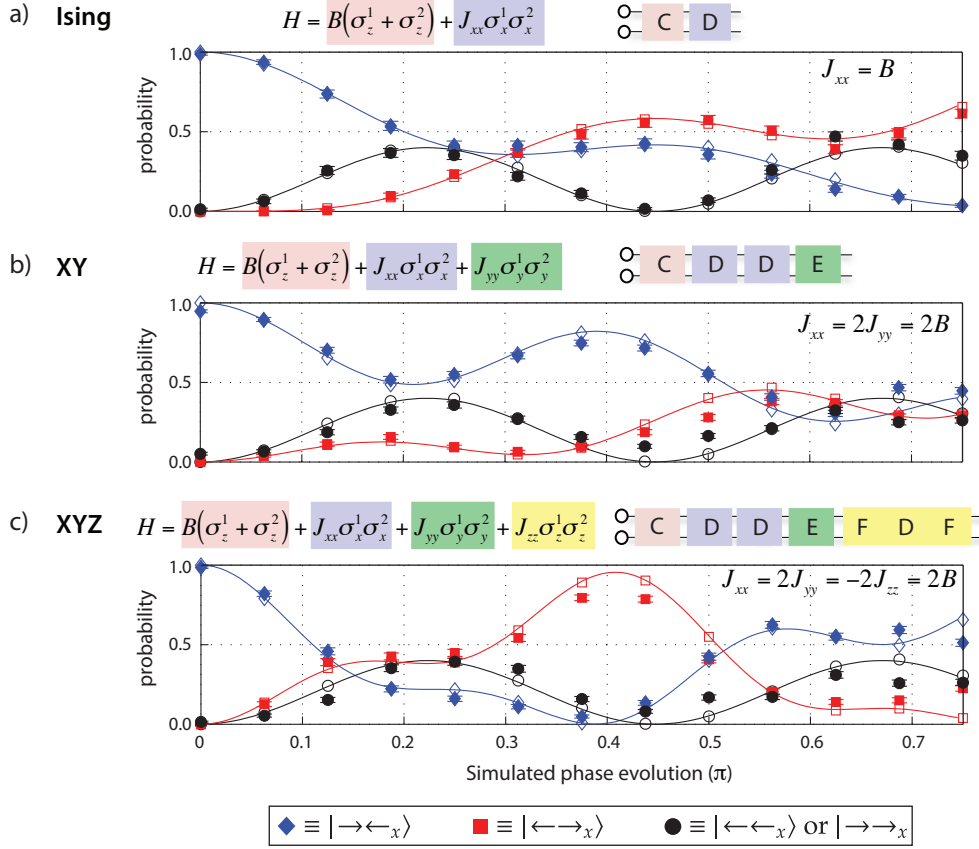 a) Ising
H = B(σ_z^1 + σ_z^2) + J_xx σ_x^1 σ_x^2
C D
J_xx = B
probability
1.0
0.5
0.0
b) XY
H = B(σ_z^1 + σ_z^2) + J_xx σ_x^1 σ_x^2 + J_yy σ_y^1 σ_y^2
C D D E
J_xx = 2J_yy = 2B
probability
1.0
0.5
0.0
c) XYZ
H = B(σ_z^1 + σ_z^2) + J_xx σ_x^1 σ_x^2 + J_yy σ_y^1 σ_y^2 + J_zz σ_z^1 σ_z^2
C D D E F D F
J_xx = 2J_yy = −2J_zz = 2B
probability
1.0
0.5
0.0
0 0.1 0.2 0.3 0.4 0.5 0.6 0.7
Simulated phase evolution (π)
◆ ≡ |→←_x⟩ ■ ≡ |←→_x⟩ ● ≡ |←←_x⟩ or |→→_x